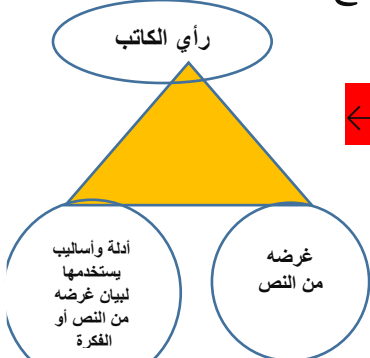 رأي الكاتب
غرضه
من النص
أدلة وأساليب
يستخدمها
لبيان غرضه
من النص أو
الفكرة